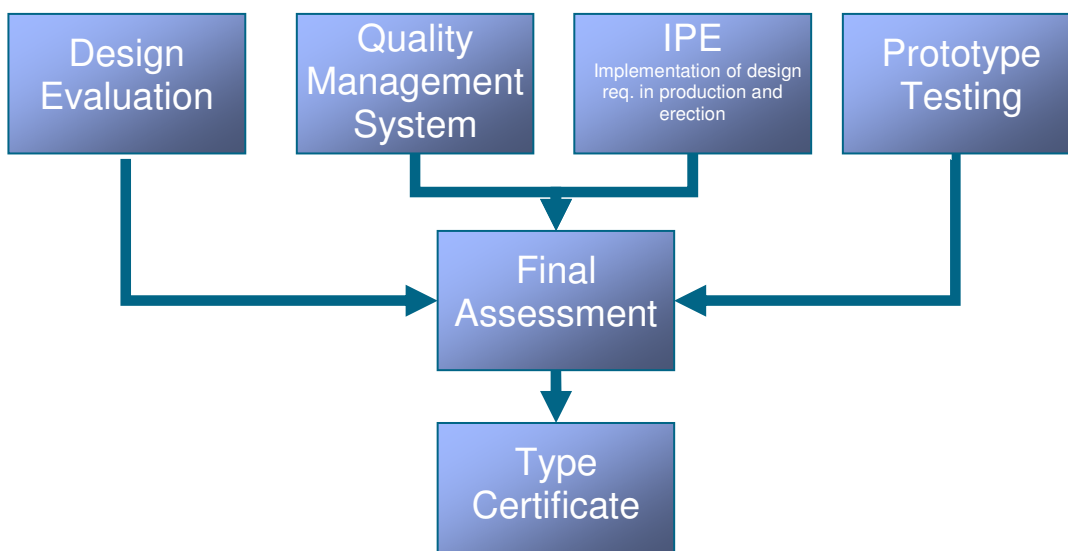 Design
Evaluation
Quality
Management
System
IPE
Implementation of design
req. in production and
erection
Prototype
Testing
Final
Assessment
Type
Certificate